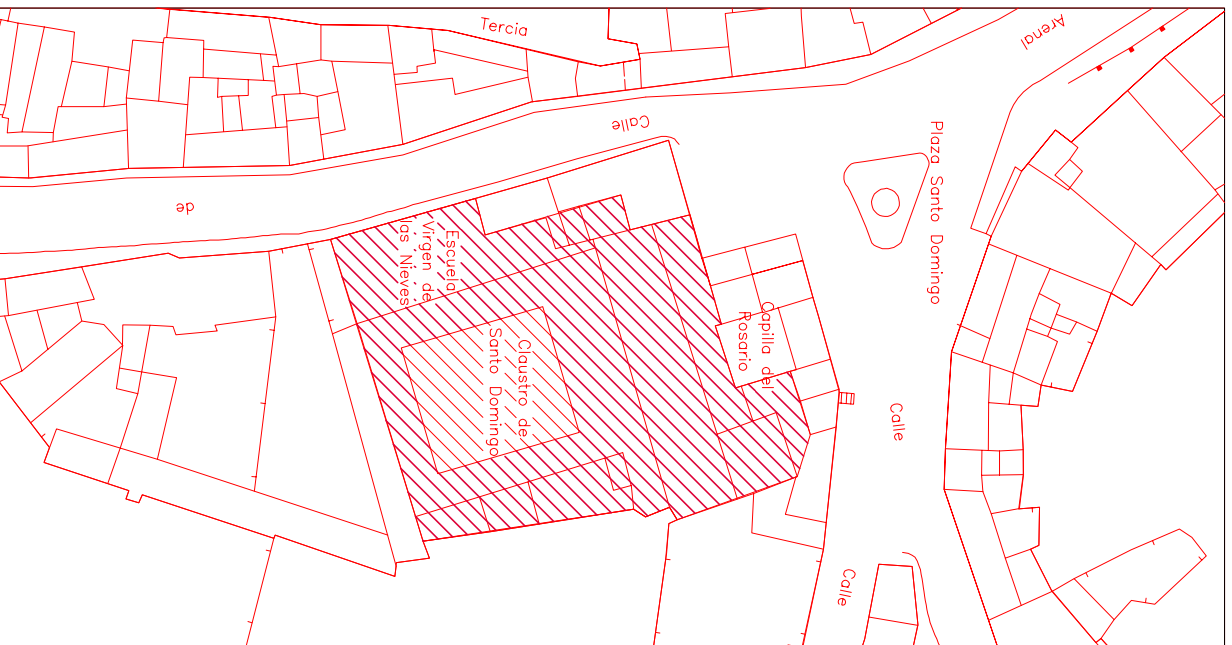 Tercia
Arenal
Calle
Plaza Santo Domingo
de
Escuela
Virgen de
las Nieves
Capilla del
Rosario
Claustro de
Santo Domingo
Calle
Calle